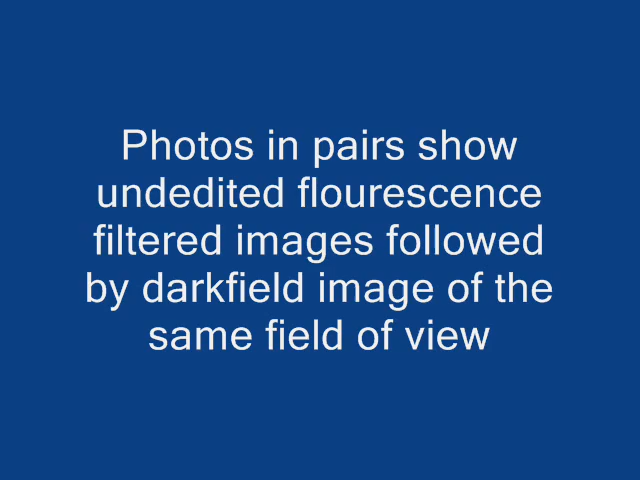 Photos in pairs show
undedited flourescence
filtered images followed
by darkfield image of the
same field of view